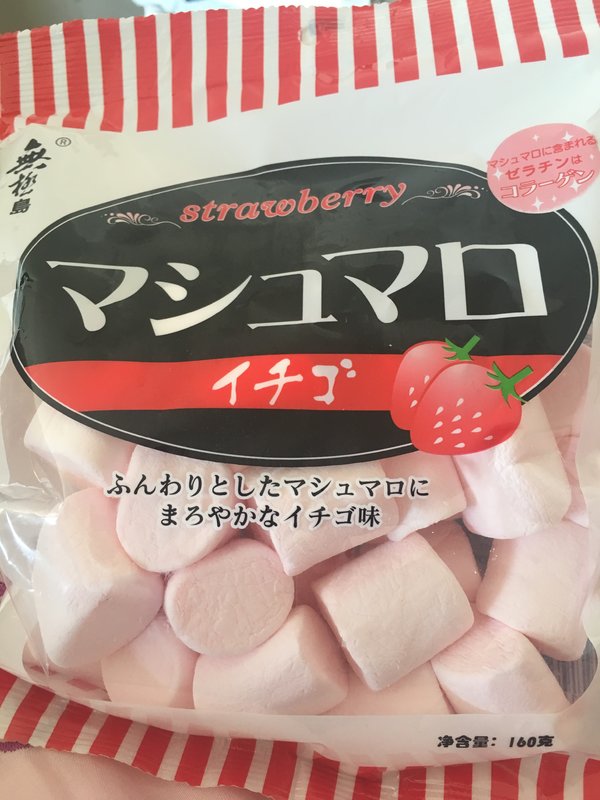 無極島®
マシュマロに含まれる
ゼラチンは
コラーゲン
strawberry
マシュマロ
イチゴ
ふんわりとしたマシュマロに
まろやかなイチゴ味
净含量：160克